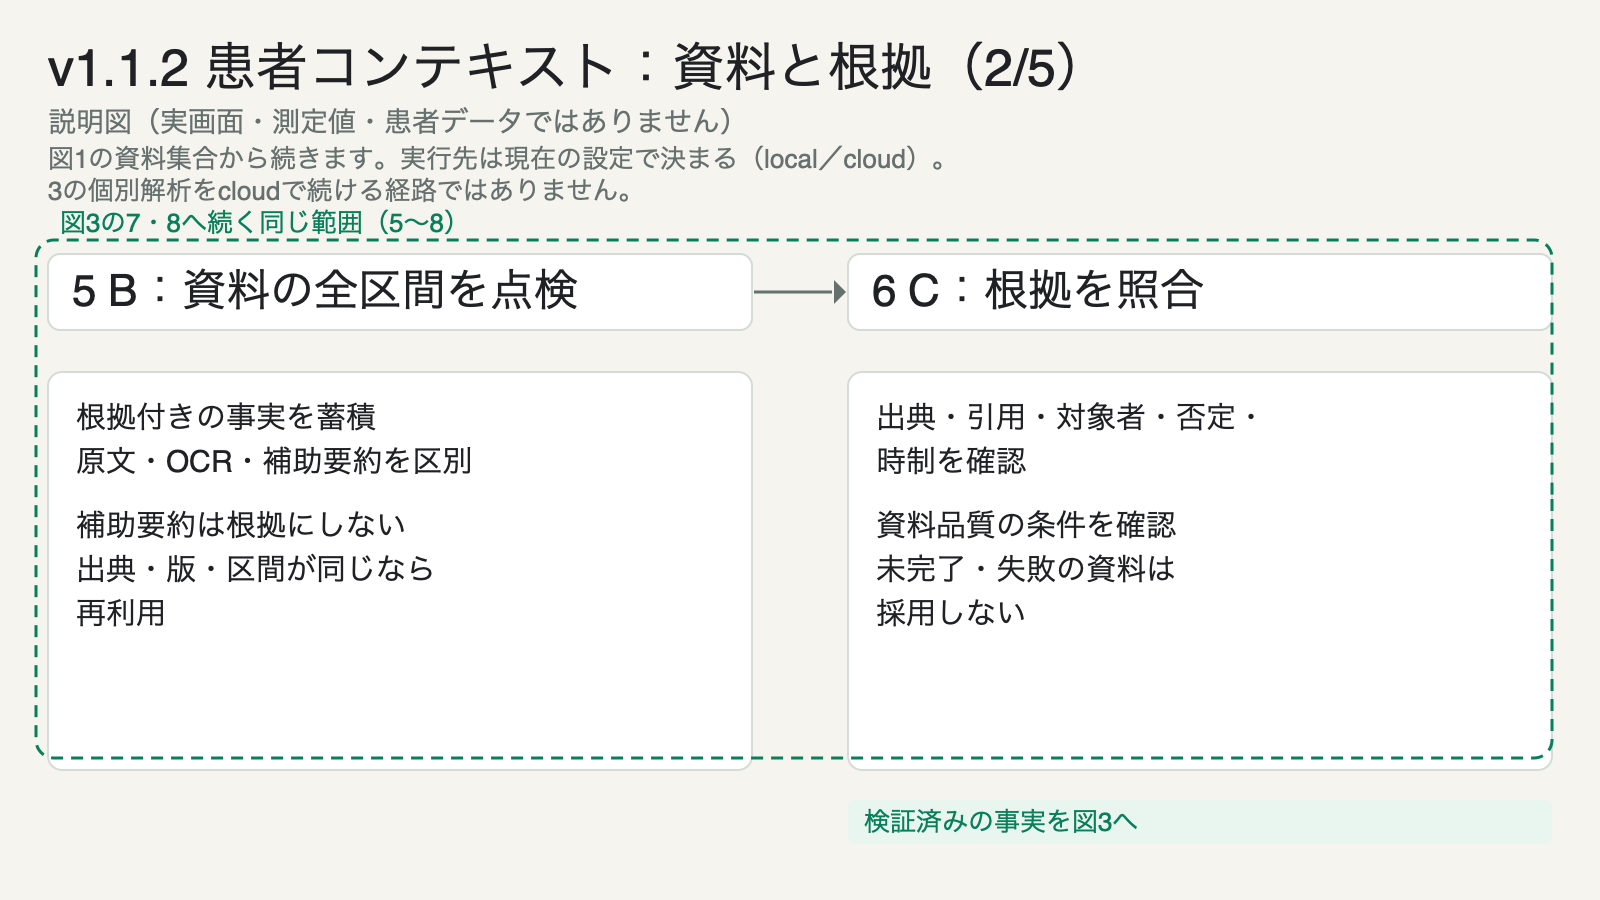 v1.1.2 患者コンテキスト：資料と根拠（2/5）
説明図（実画面・測定値・患者データではありません）
図1の資料集合から続きます。実行先は現在の設定で決まる（local／cloud）。
3の個別解析をcloudで続ける経路ではありません。
図3の7・8へ続く同じ範囲（5〜8）
5 B：資料の全区間を点検
根拠付きの事実を蓄積
原文・OCR・補助要約を区別
補助要約は根拠にしない
出典・版・区間が同じなら
再利用
6 C：根拠を照合
出典・引用・対象者・否定・
時制を確認
資料品質の条件を確認
未完了・失敗の資料は
採用しない
検証済みの事実を図3へ